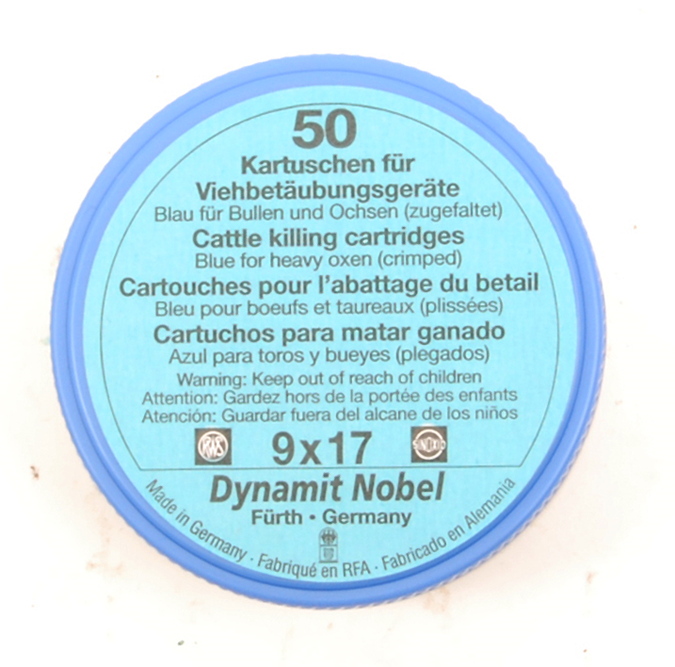 50
Kartuschen für
Viehbetäubungsgeräte
Blau für Bullen und Ochsen (zugefaltet)
Cattle killing cartridges
Blue for heavy oxen (crimped)
Cartouches pour l'abattage du betail
Bleu pour boeufs et taureaux (plissées)
Cartuchos para matar ganado
Azul para toros y bueyes (plegados)
Warning: Keep out of reach of children
Attention: Gardez hors de la portée des enfants
Atención: Guardar fuera del alcane de los niños
RWS 9x17 SINOXID
Dynamit Nobel
Fürth • Germany
Made in Germany · Fabriqué en RFA · Fabricado en Alemania